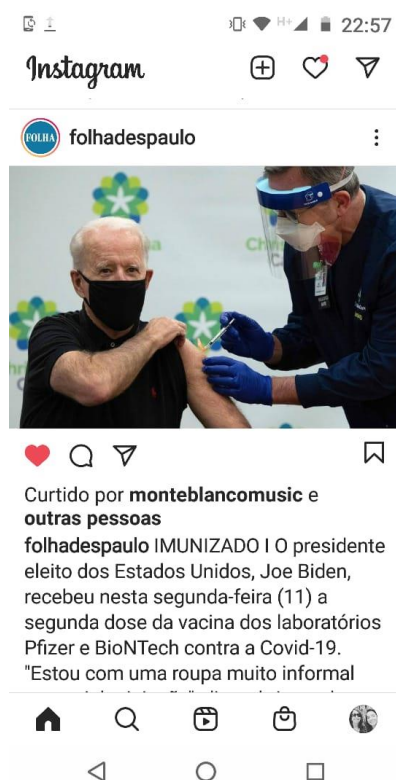 H+ 22:57
Instagram
FOLHA folhadespaulo
Curtido por monteblancomusic e
outras pessoas
folhadespaulo IMUNIZADO I O presidente
eleito dos Estados Unidos, Joe Biden,
recebeu nesta segunda-feira (11) a
segunda dose da vacina dos laboratórios
Pfizer e BioNTech contra a Covid-19.
"Estou com uma roupa muito informal